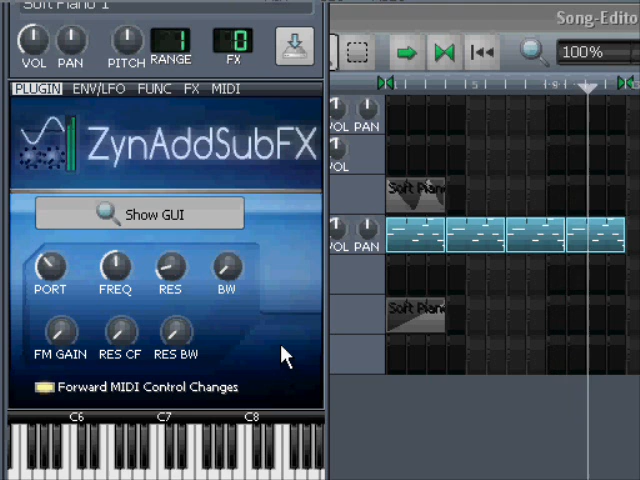 Soft Piano 1
Song-Edito
VOL PAN PITCH RANGE FX
100%
PLUGIN ENV/LFO FUNC FX MIDI
5 9
VOL PAN
ZynAddSubFX
VOL
Soft Pian
Show GUI
VOL PAN
PORT FREQ RES BW
Soft Pian
FM GAIN RES CF RES BW
Forward MIDI Control Changes
C6 C7 C8